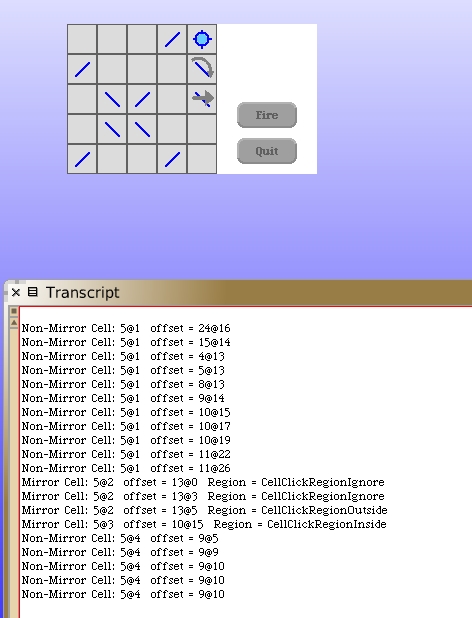 Fire
Quit
Transcript
Non-Mirror Cell: 5@1 offset = 24@16
Non-Mirror Cell: 5@1 offset = 15@14
Non-Mirror Cell: 5@1 offset = 4@13
Non-Mirror Cell: 5@1 offset = 5@13
Non-Mirror Cell: 5@1 offset = 8@13
Non-Mirror Cell: 5@1 offset = 9@14
Non-Mirror Cell: 5@1 offset = 10@15
Non-Mirror Cell: 5@1 offset = 10@17
Non-Mirror Cell: 5@1 offset = 10@19
Non-Mirror Cell: 5@1 offset = 11@22
Non-Mirror Cell: 5@1 offset = 11@26
Mirror Cell: 5@2 offset = 13@0 Region = CellClickRegionIgnore
Mirror Cell: 5@2 offset = 13@3 Region = CellClickRegionIgnore
Mirror Cell: 5@2 offset = 13@5 Region = CellClickRegionOutside
Mirror Cell: 5@3 offset = 10@15 Region = CellClickRegionInside
Non-Mirror Cell: 5@4 offset = 9@5
Non-Mirror Cell: 5@4 offset = 9@9
Non-Mirror Cell: 5@4 offset = 9@10
Non-Mirror Cell: 5@4 offset = 9@10
Non-Mirror Cell: 5@4 offset = 9@10